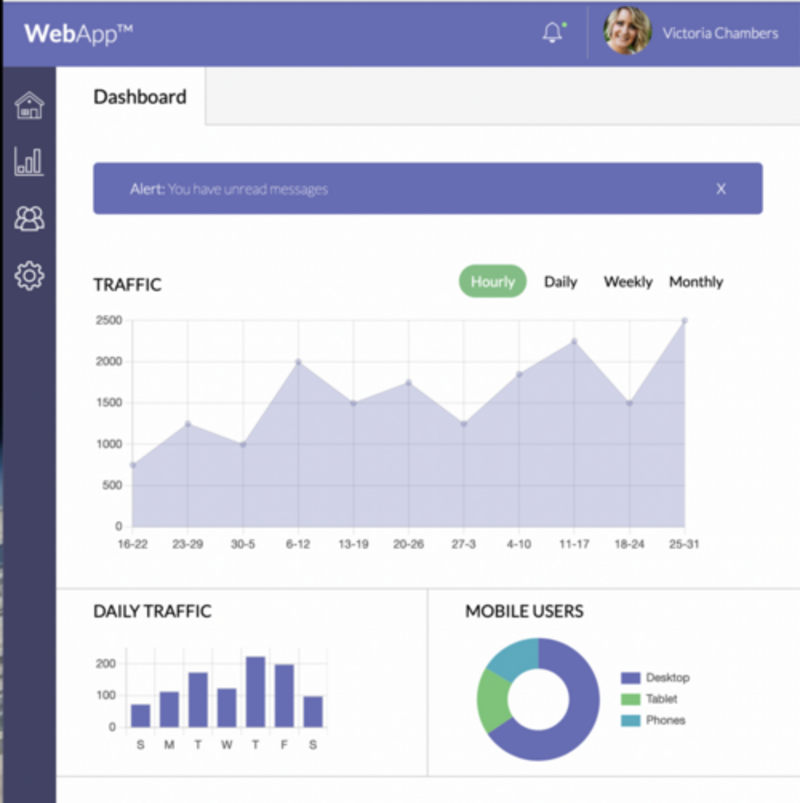 WebApp™
Victoria Chambers
Dashboard
Alert: You have unread messages X
TRAFFIC
Hourly Daily Weekly Monthly
2500
2000
1500
1000
500
0
16-22 23-29 30-5 6-12 13-19 20-26 27-3 4-10 11-17 18-24 25-31
DAILY TRAFFIC
200
100
0
S M T W T F S
MOBILE USERS
Desktop
Tablet
Phones